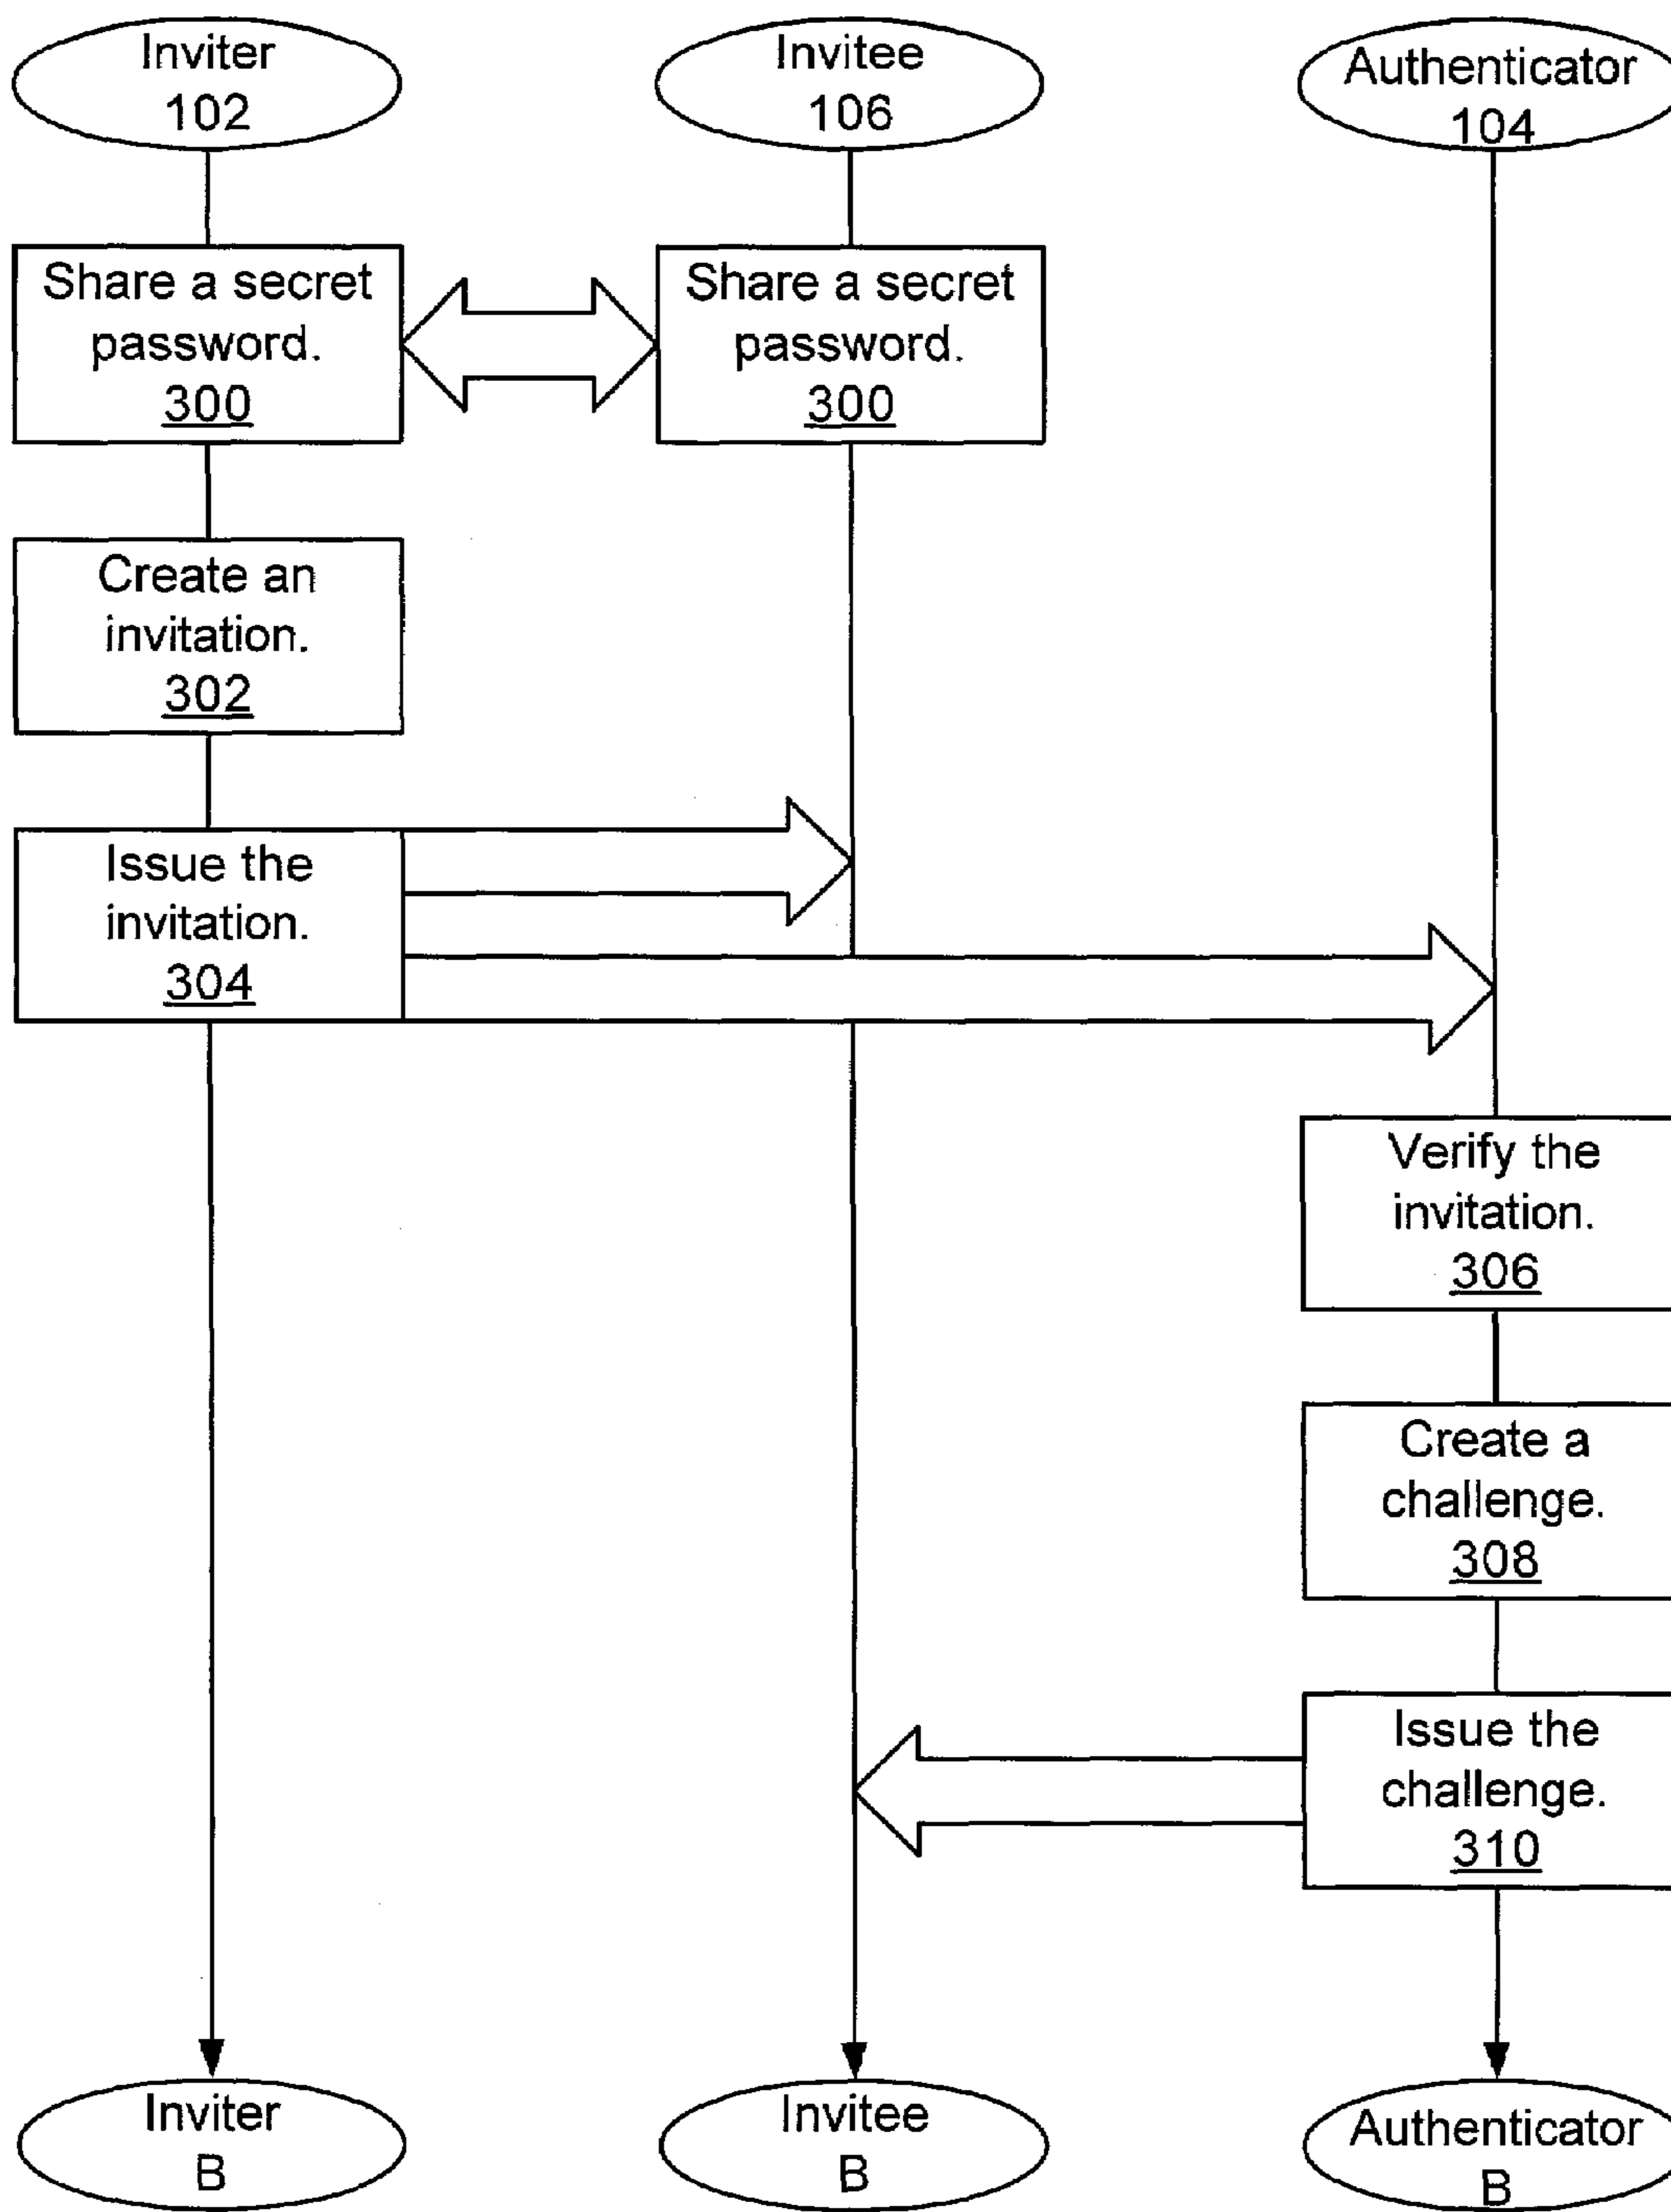 Inviter
102
Invitee
106
Authenticator
104
Share a secret
password.
300
Share a secret
password.
300
Create an
invitation.
302
Issue the
invitation.
304
Verify the
invitation.
306
Create a
challenge.
308
Issue the
challenge.
310
Inviter
B
Invitee
B
Authenticator
B